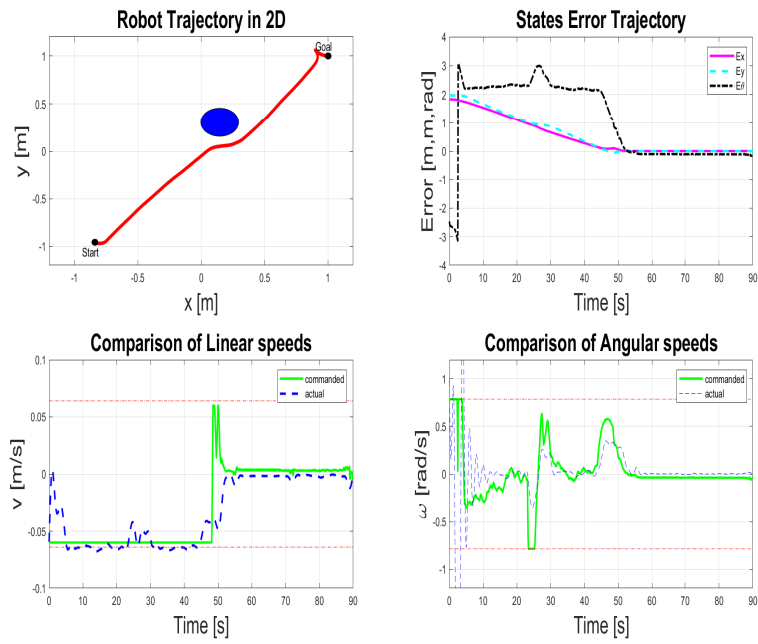 Robot Trajectory in 2D
1
0.5
0
-0.5
-1
y [m]
Goal
Start
-1
-0.5
0
0.5
1
x [m]
States Error Trajectory
4
3
2
1
0
-1
-2
-3
-4
Error [m,m,rad]
Ex
Ey
Eθ
0
10
20
30
40
50
60
70
80
90
Time [s]
Comparison of Linear speeds
0.1
0.05
0
-0.05
-0.1
v [m/s]
commanded
actual
0
10
20
30
40
50
60
70
80
90
Time [s]
Comparison of Angular speeds
1
0.5
0
-0.5
-1
ω [rad/s]
commanded
actual
0
10
20
30
40
50
60
70
80
90
Time [s]